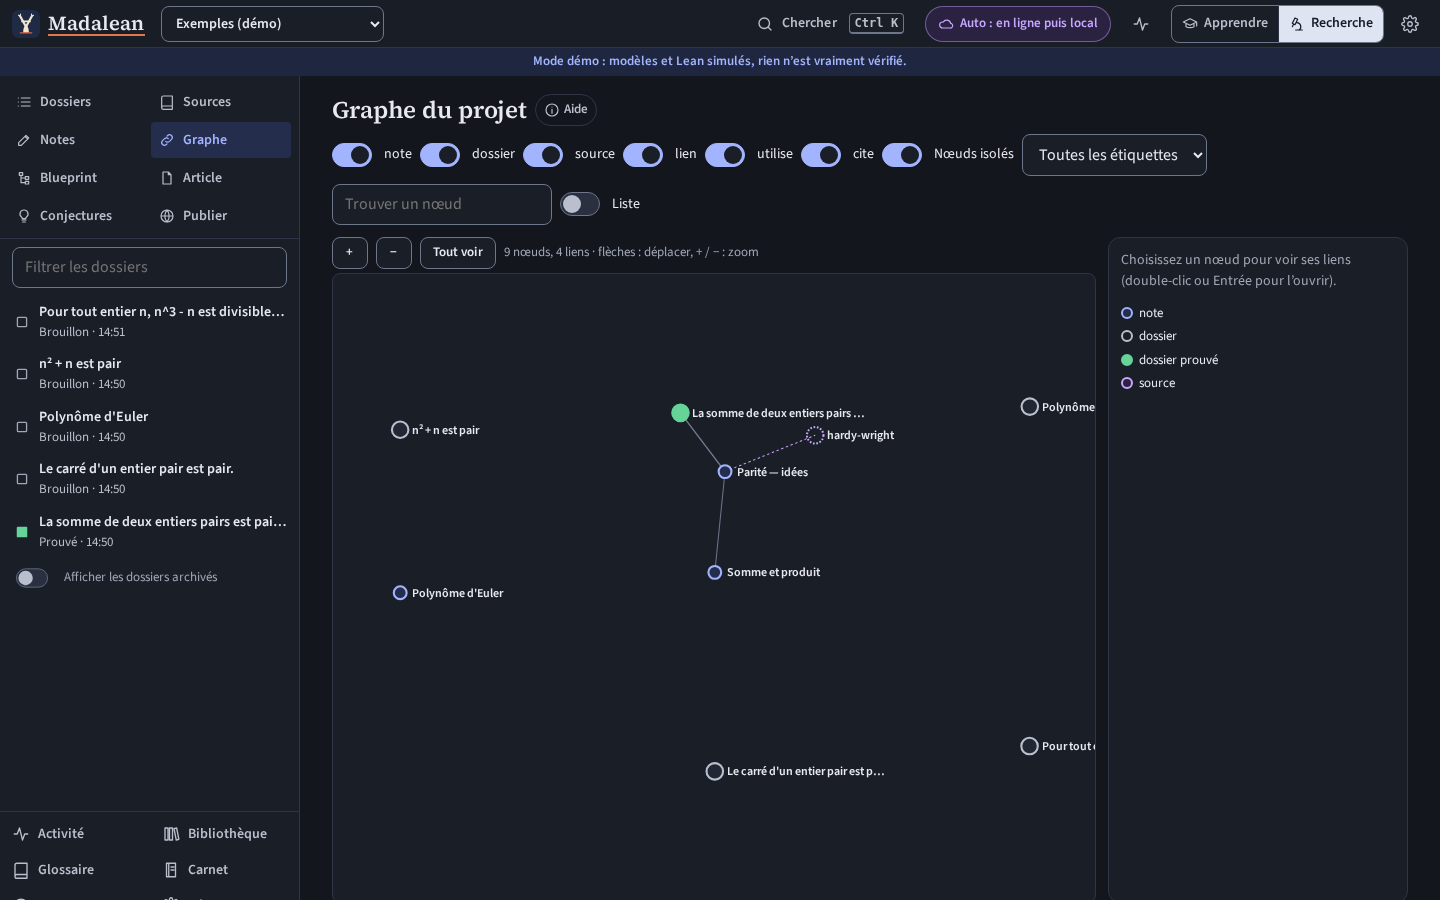 Madalean
Exemples (démo)
Chercher
Ctrl K
Auto : en ligne puis local
Apprendre
Recherche
Mode démo : modèles et Lean simulés, rien n’est vraiment vérifié.
Dossiers
Sources
Notes
Graphe
Blueprint
Article
Conjectures
Publier
Filtrer les dossiers
Pour tout entier n, n^3 - n est divisible…
Brouillon · 14:51
n² + n est pair
Brouillon · 14:50
Polynôme d'Euler
Brouillon · 14:50
Le carré d'un entier pair est pair.
Brouillon · 14:50
La somme de deux entiers pairs est pai…
Prouvé · 14:50
Afficher les dossiers archivés
Activité
Bibliothèque
Glossaire
Carnet
Graphe du projet
Aide
note
dossier
source
lien
utilise
cite
Nœuds isolés
Toutes les étiquettes
Trouver un nœud
Liste
+
−
Tout voir
9 nœuds, 4 liens · flèches : déplacer, + / − : zoom
La somme de deux entiers pairs …
Polynôme
n² + n est pair
hardy-wright
Parité — idées
Somme et produit
Polynôme d'Euler
Pour tout
Le carré d'un entier pair est p…
Choisissez un nœud pour voir ses liens
(double-clic ou Entrée pour l’ouvrir).
note
dossier
dossier prouvé
source